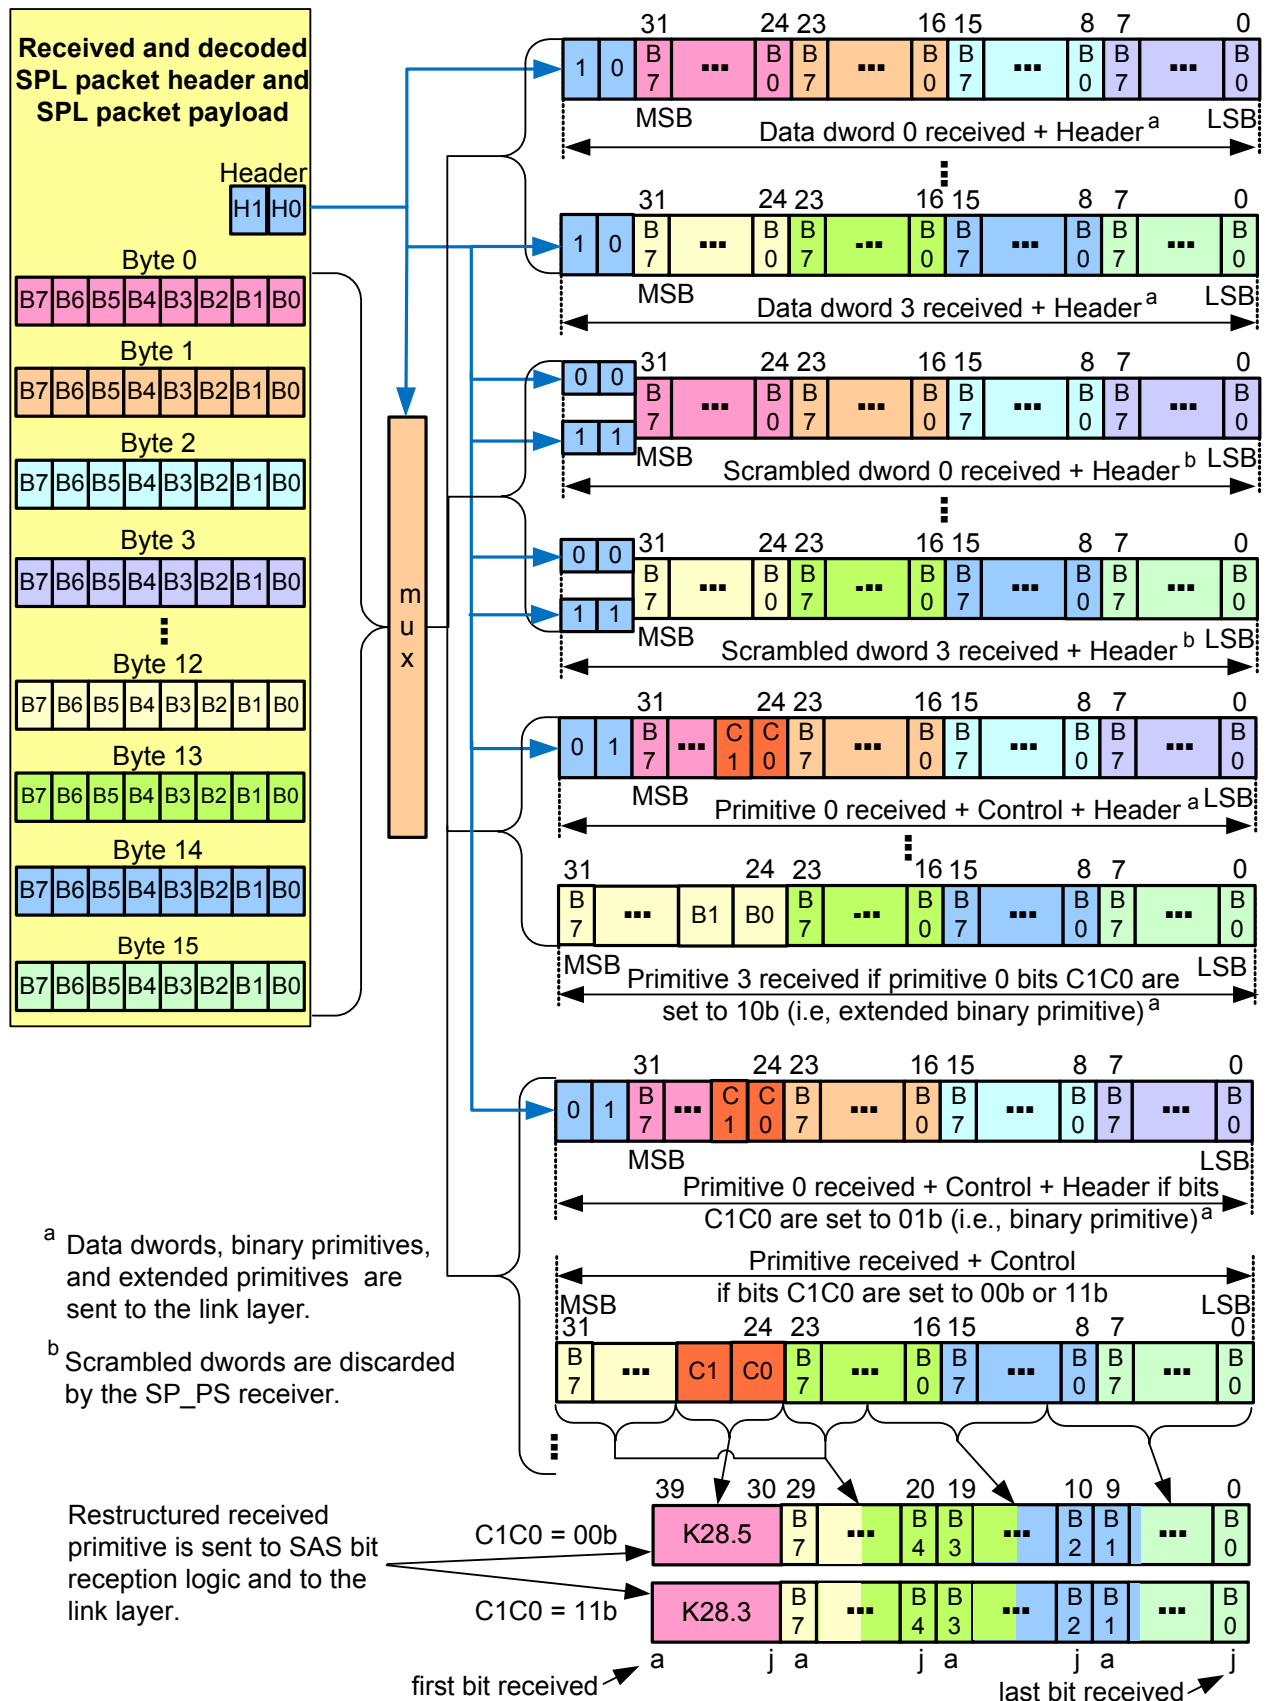 Received and decoded
SPL packet header and
SPL packet payload
Header
H1 H0
Byte 0
B7 B6 B5 B4 B3 B2 B1 B0
Byte 1
B7 B6 B5 B4 B3 B2 B1 B0
Byte 2
B7 B6 B5 B4 B3 B2 B1 B0
Byte 3
B7 B6 B5 B4 B3 B2 B1 B0
Byte 12
B7 B6 B5 B4 B3 B2 B1 B0
Byte 13
B7 B6 B5 B4 B3 B2 B1 B0
Byte 14
B7 B6 B5 B4 B3 B2 B1 B0
Byte 15
B7 B6 B5 B4 B3 B2 B1 B0
mux
31 24 23 16 15 8 7 0
1 0 B7 ... B0 B7 ... B0 B7 ... B0 B7 ... B0
MSB LSB
Data dword 0 received + Header a
31 24 23 16 15 8 7 0
1 0 B7 ... B0 B7 ... B0 B7 ... B0 B7 ... B0
MSB LSB
Data dword 3 received + Header a
31 24 23 16 15 8 7 0
0 0 B7 ... B0 B7 ... B0 B7 ... B0 B7 ... B0
1 1
MSB LSB
Scrambled dword 0 received + Header b
31 24 23 16 15 8 7 0
0 0 B7 ... B0 B7 ... B0 B7 ... B0 B7 ... B0
1 1
MSB LSB
Scrambled dword 3 received + Header b
31 24 23 16 15 8 7 0
0 1 B7 ... C1 C0 B7 ... B0 B7 ... B0 B7 ... B0
MSB LSB
Primitive 0 received + Control + Header a
31 24 23 16 15 8 7 0
B7 ... B1 B0 B7 ... B0 B7 ... B0 B7 ... B0
MSB LSB
Primitive 3 received if primitive 0 bits C1C0 are
set to 10b (i.e, extended binary primitive) a
31 24 23 16 15 8 7 0
0 1 B7 ... C1 C0 B7 ... B0 B7 ... B0 B7 ... B0
MSB LSB
Primitive 0 received + Control + Header if bits
C1C0 are set to 01b (i.e., binary primitive) a
Primitive received + Control
if bits C1C0 are set to 00b or 11b
MSB LSB
31 24 23 16 15 8 7 0
B7 ... C1 C0 B7 ... B0 B7 ... B0 B7 ... B0
39 30 29 20 19 10 9 0
C1C0 = 00b K28.5 B7 ... B4 B3 ... B2 B1 ... B0
C1C0 = 11b K28.3 B7 ... B4 B3 ... B2 B1 ... B0
a j a j a j a j
first bit received
last bit received
a Data dwords, binary primitives,
and extended primitives are
sent to the link layer.
b Scrambled dwords are discarded
by the SP_PS receiver.
Restructured received
primitive is sent to SAS bit
reception logic and to the
link layer.